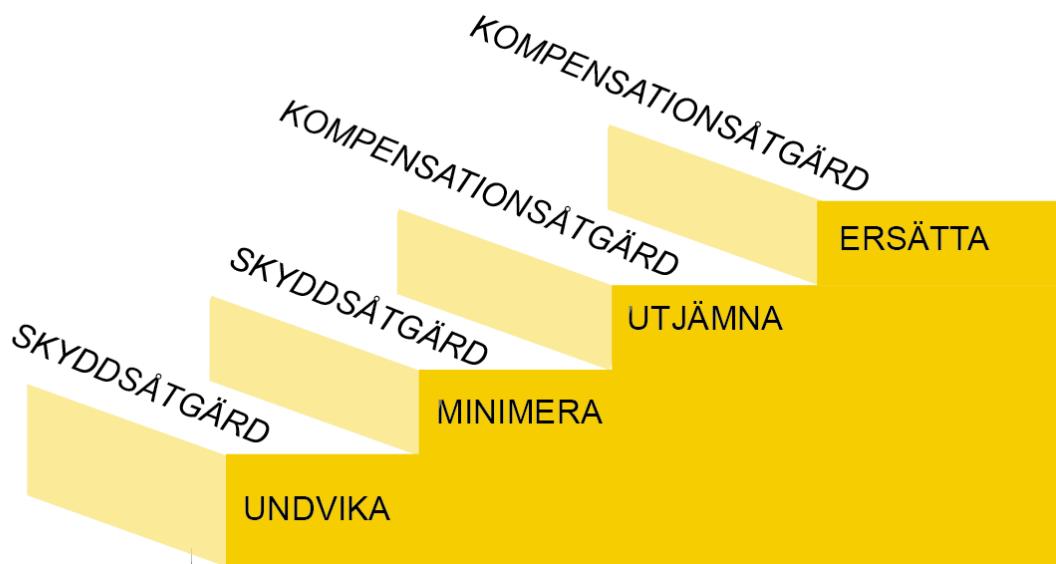 KOMPENSATIONSÅTGÄRD
ERSÄTTA
KOMPENSATIONSÅTGÄRD
UTJÄMNA
SKYDDSÅTGÄRD
MINIMERA
SKYDDSÅTGÄRD
UNDVIKA